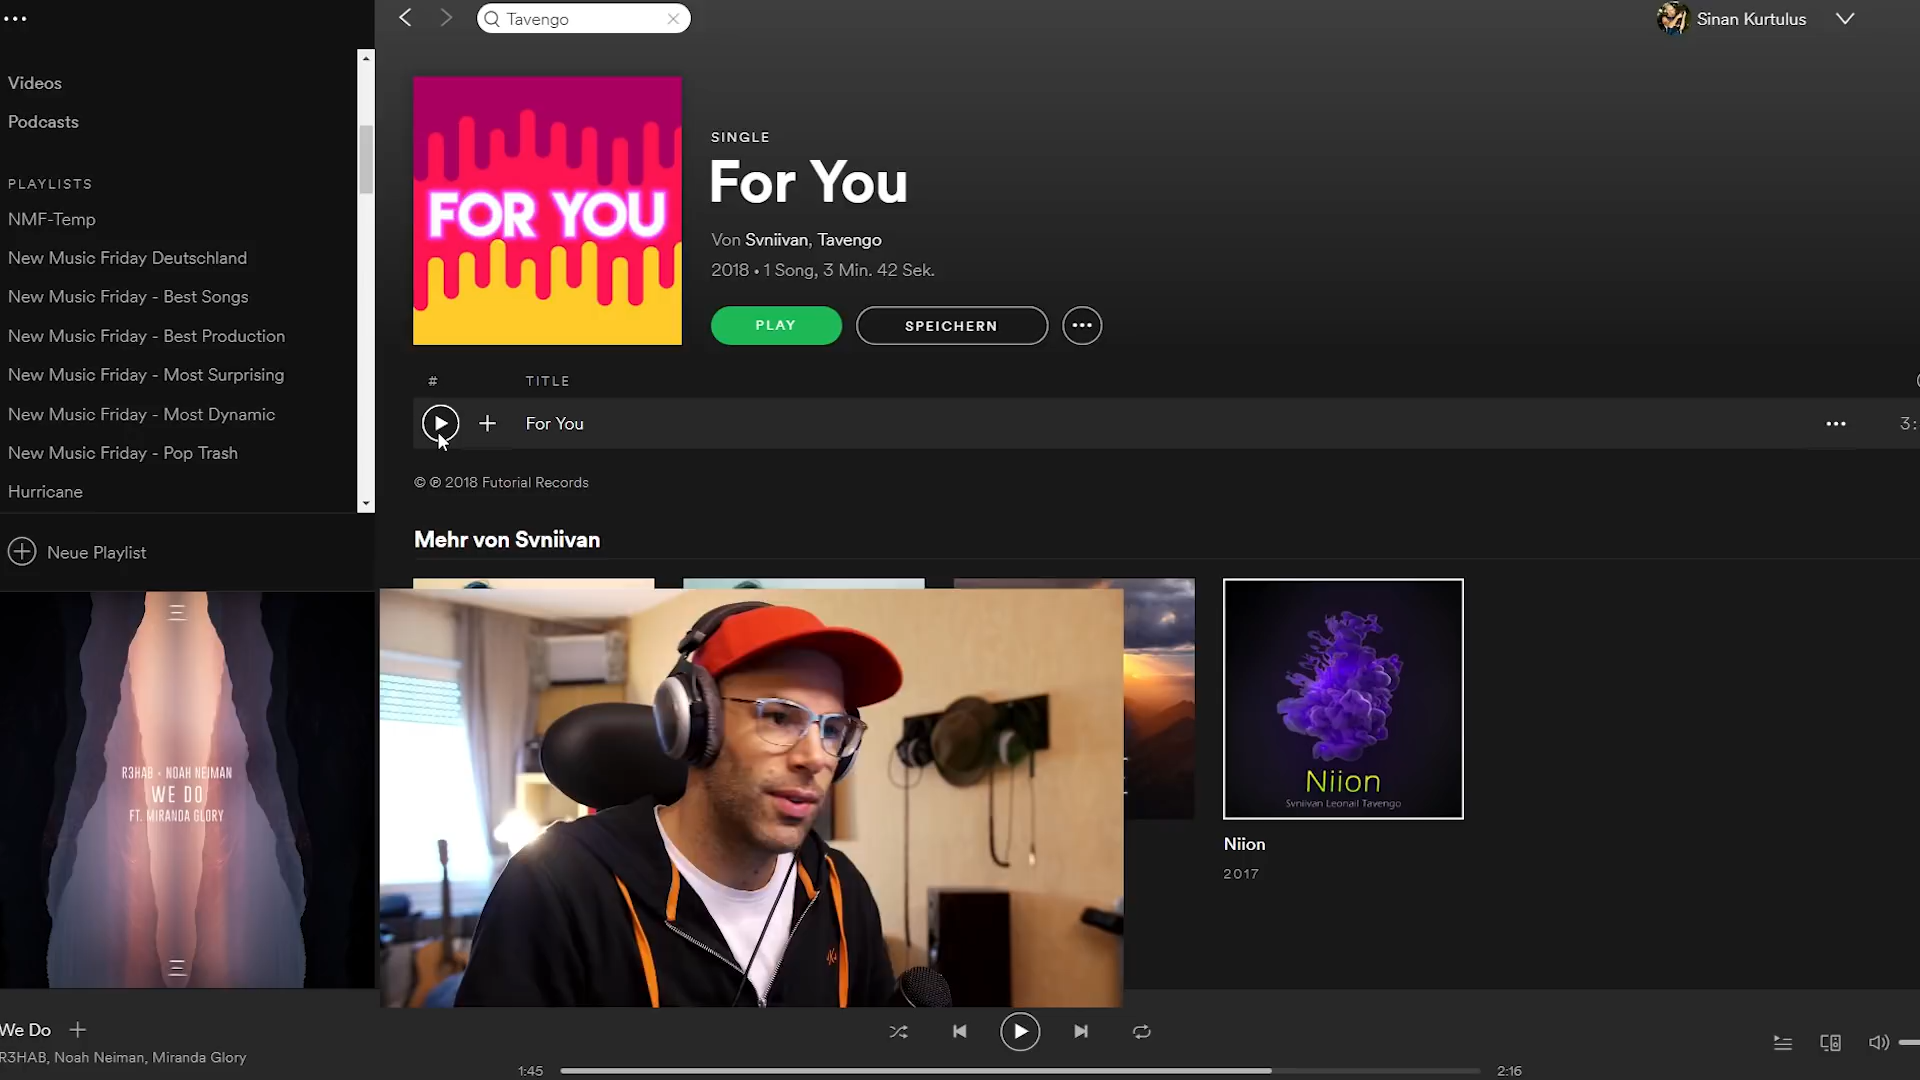 Tavengo
Sinan Kurtulus
Videos
Podcasts
PLAYLISTS
NMF-Temp
New Music Friday Deutschland
New Music Friday - Best Songs
New Music Friday - Best Production
New Music Friday - Most Surprising
New Music Friday - Most Dynamic
New Music Friday - Pop Trash
Hurricane
Neue Playlist
R3HAB • NOAH NEIMAN
WE DO
FT. MIRANDA GLORY
We Do
R3HAB, Noah Neiman, Miranda Glory
FOR YOU
SINGLE
For You
Von Svniivan, Tavengo
2018 • 1 Song, 3 Min. 42 Sek.
PLAY
SPEICHERN
# TITLE
For You 3:
© ℗ 2018 Futorial Records
Mehr von Svniivan
Niion
Svniivan Leonail Tavengo
Niion
2017
1:45
2:16